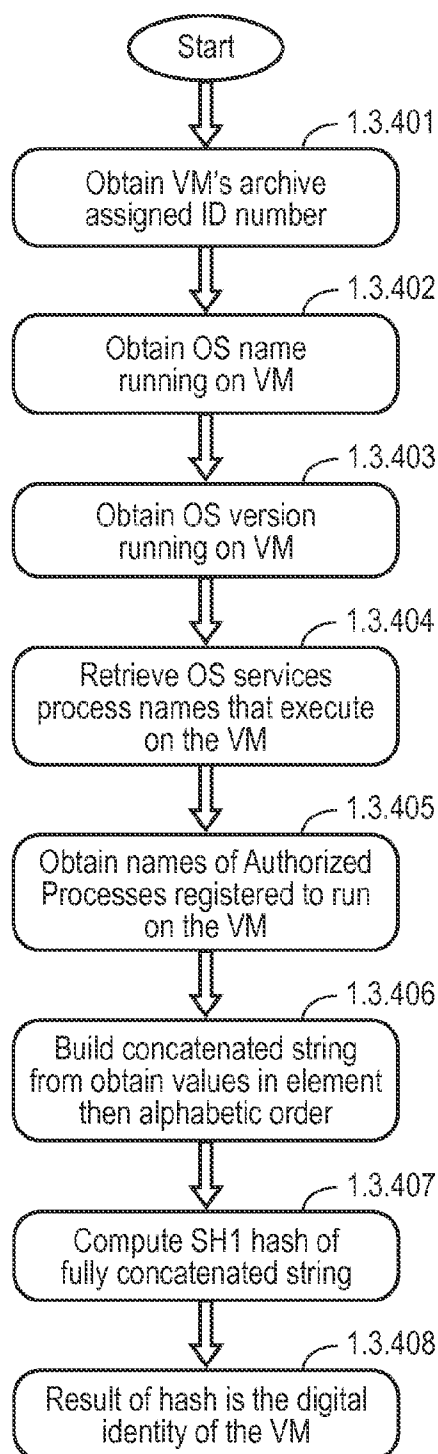 Start
1.3.401
Obtain VM's archive
assigned ID number
1.3.402
Obtain OS name
running on VM
1.3.403
Obtain OS version
running on VM
1.3.404
Retrieve OS services
process names that execute
on the VM
1.3.405
Obtain names of Authorized
Processes registered to run
on the VM
1.3.406
Build concatenated string
from obtain values in element
then alphabetic order
1.3.407
Compute SH1 hash of
fully concatenated string
1.3.408
Result of hash is the digital
identity of the VM